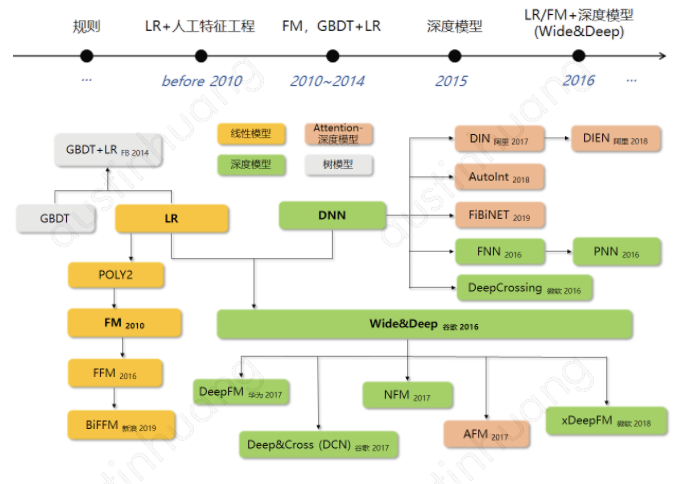 规则
LR+人工特征工程
FM，GBDT+LR
深度模型
LR/FM+深度模型
(Wide&Deep)
...
before 2010
2010~2014
2015
2016
...
线性模型
Attention-
深度模型
深度模型
树模型
GBDT+LR FB 2014
GBDT
LR
DNN
DIN 阿里 2017
DIEN 阿里 2018
AutoInt 2018
FiBiNET 2019
FNN 2016
PNN 2016
DeepCrossing 微软 2016
POLY2
FM 2010
FFM 2016
BiFFM 新浪 2019
Wide&Deep 谷歌 2016
DeepFM 华为 2017
NFM 2017
Deep&Cross (DCN) 谷歌 2017
AFM 2017
xDeepFM 微软 2018
austinhuang
austinhuang
austinhuang
austinhuang